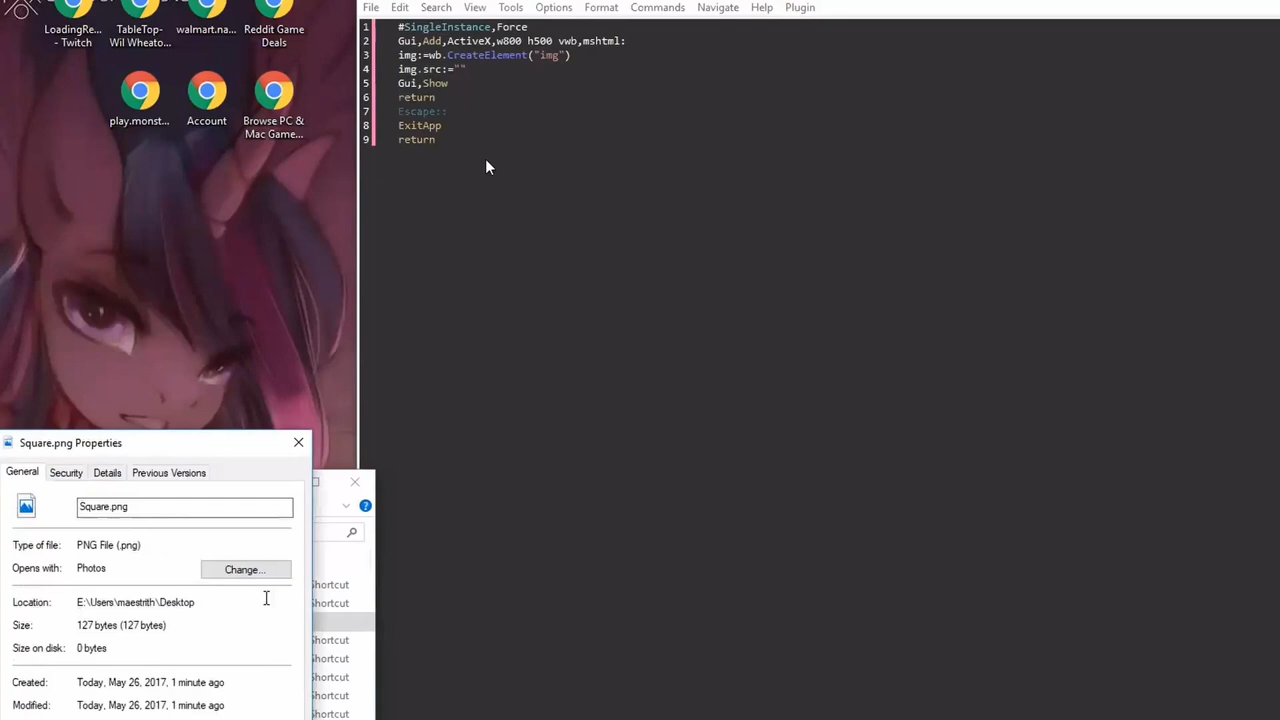 LoadingRe... - Twitch
TableTop- Wil Wheato...
walmart.na...
Reddit Game Deals
play.monst...
Account
Browse PC & Mac Game...
File Edit Search View Tools Options Format Commands Navigate Help Plugin
1 #SingleInstance,Force
2 Gui,Add,ActiveX,w800 h500 vwb,mshtml:
3 img:=wb.CreateElement("img")
4 img.src:=""
5 Gui,Show
6 return
7 Escape::
8 ExitApp
9 return
Square.png Properties
General Security Details Previous Versions
Square.png
Type of file: PNG File (.png)
Opens with: Photos Change...
Location: E:\Users\maestrith\Desktop
Size: 127 bytes (127 bytes)
Size on disk: 0 bytes
Created: Today, May 26, 2017, 1 minute ago
Modified: Today, May 26, 2017, 1 minute ago
Shortcut
Shortcut
Shortcut
Shortcut
Shortcut
Shortcut
Shortcut